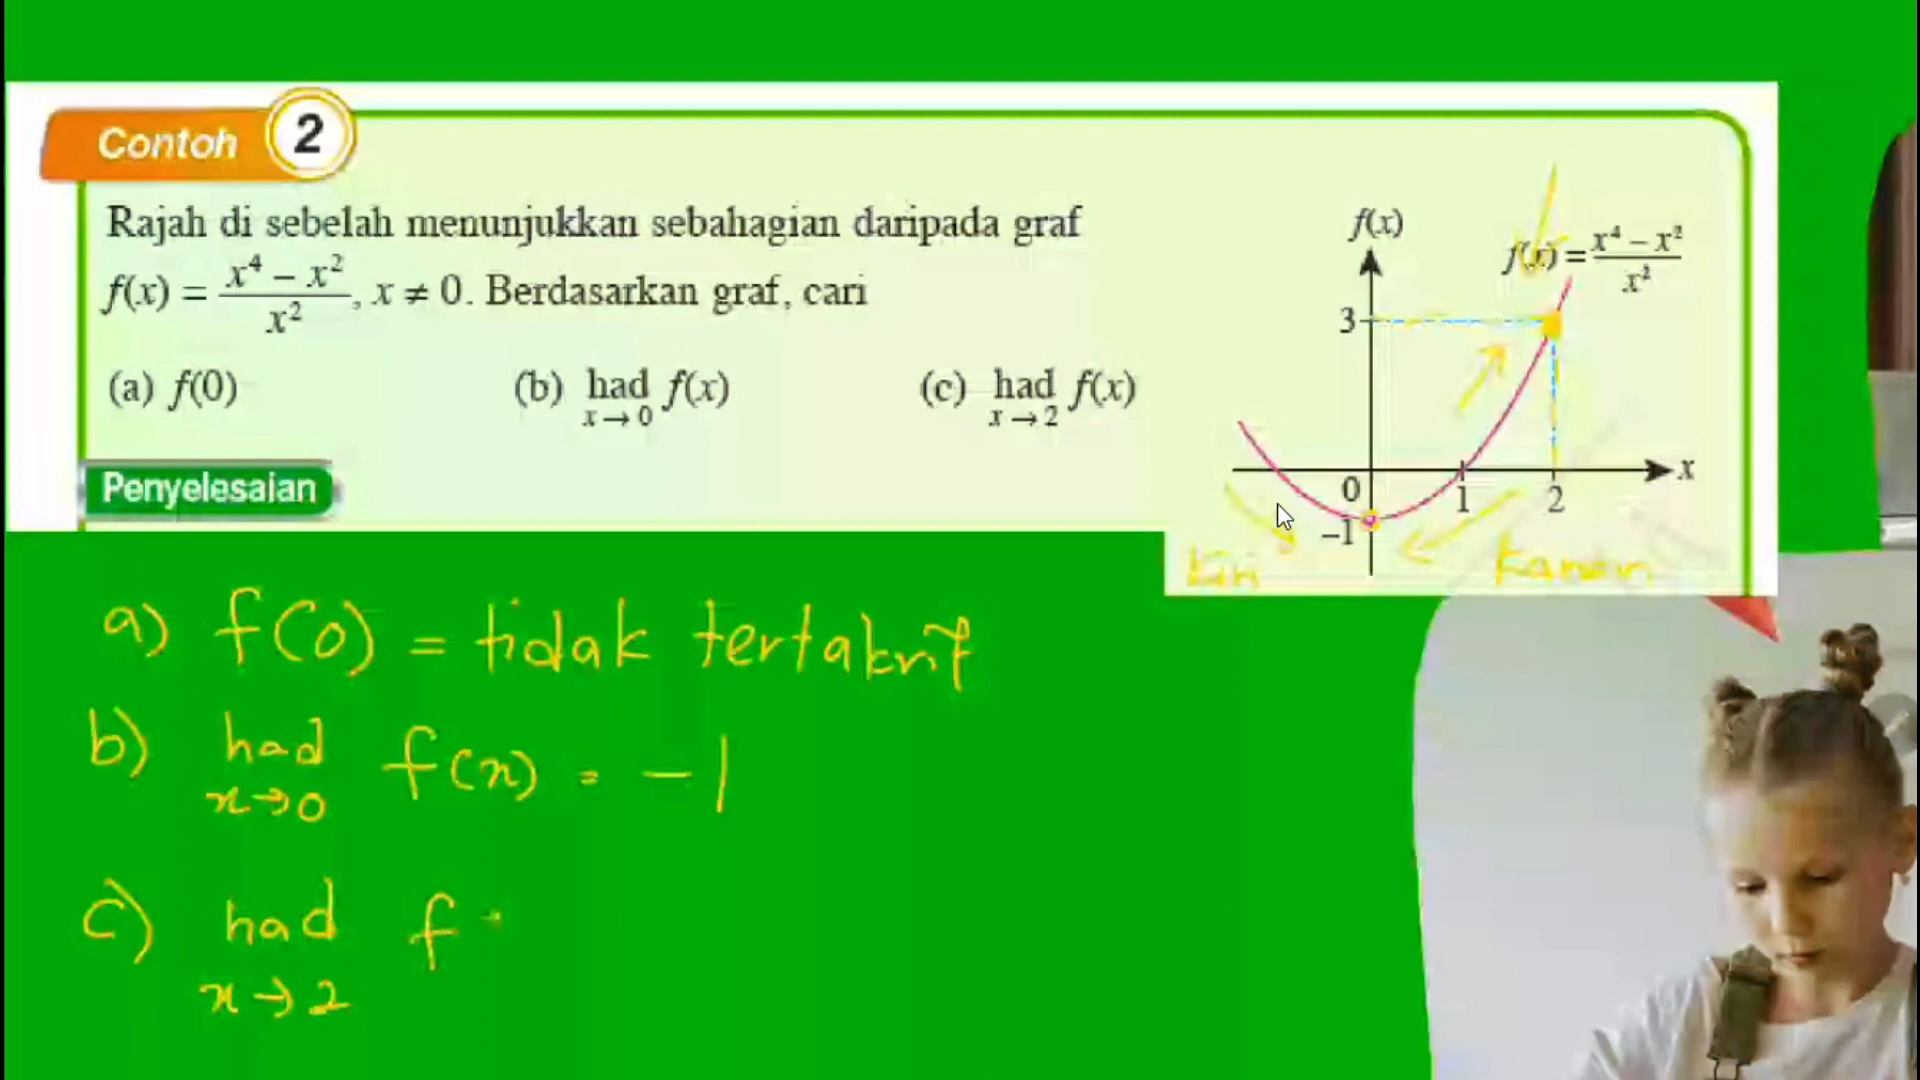 Contoh 2
Rajah di sebelah menunjukkan sebahagian daripada graf
f(x) = (x⁴ – x²)/x², x ≠ 0. Berdasarkan graf, cari
(a) f(0) (b) had x→0 f(x) (c) had x→2 f(x)
Penyelesaian
f(x)
f(x) = (x⁴ – x²)/x²
3
0 1 2 x
–1
kiri kanan
a) f(0) = tidak tertakrif
b) had x→0 f(x) = -1
c) had x→2 f